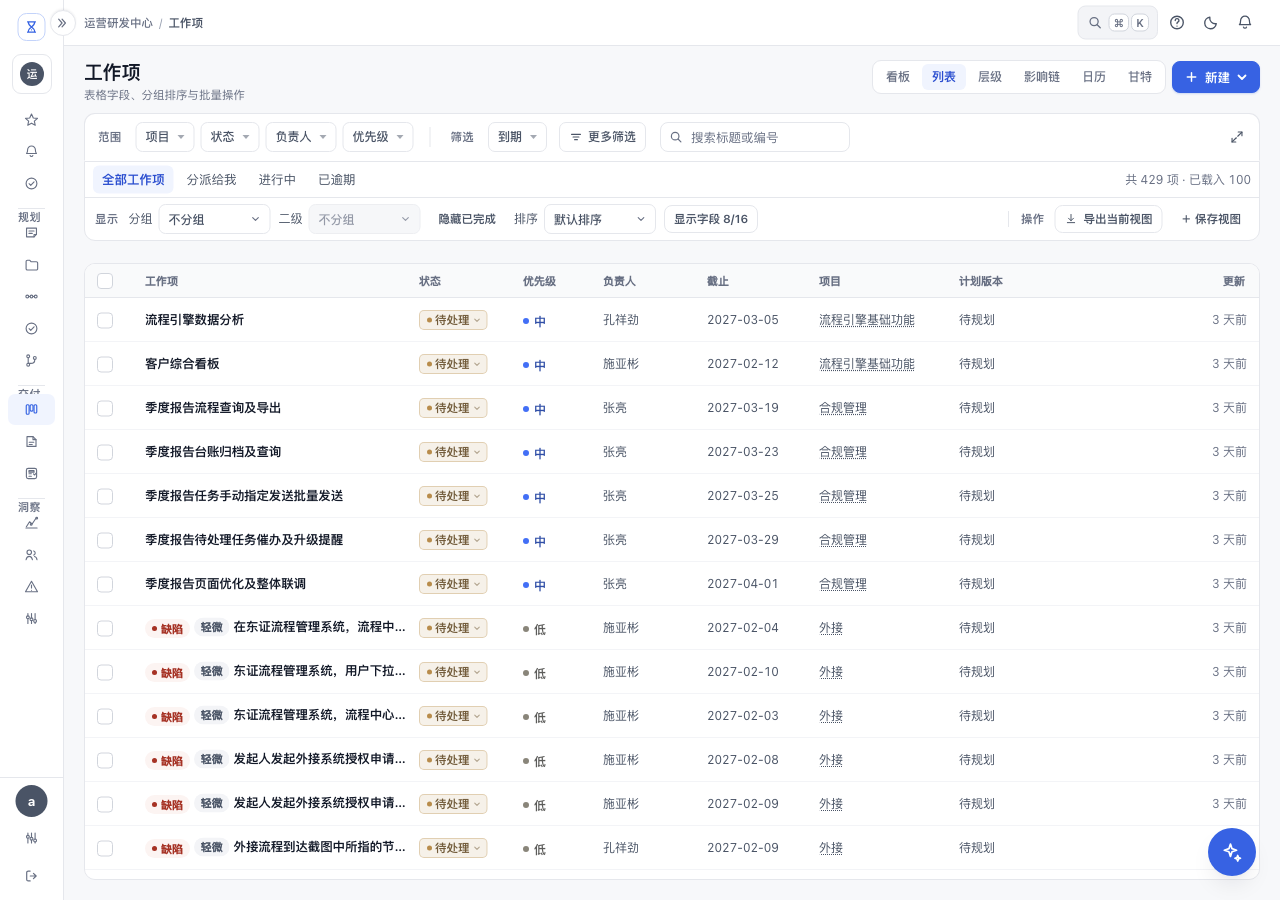 运营研发中心 / 工作项
⌘ K
运
规划
交付
洞察
a
工作项
表格字段、分组排序与批量操作
看板 列表 层级 影响链 日历 甘特
新建
范围 项目 状态 负责人 优先级 筛选 到期 更多筛选 搜索标题或编号
全部工作项 分派给我 进行中 已逾期 共 429 项 · 已载入 100
显示 分组 不分组 二级 不分组 隐藏已完成 排序 默认排序 显示字段 8/16 操作 导出当前视图 + 保存视图
工作项 状态 优先级 负责人 截止 项目 计划版本 更新
流程引擎数据分析 待处理 中 孔祥劲 2027-03-05 流程引擎基础功能 待规划 3 天前
客户综合看板 待处理 中 施亚彬 2027-02-12 流程引擎基础功能 待规划 3 天前
季度报告流程查询及导出 待处理 中 张亮 2027-03-19 合规管理 待规划 3 天前
季度报告台账归档及查询 待处理 中 张亮 2027-03-23 合规管理 待规划 3 天前
季度报告任务手动指定发送批量发送 待处理 中 张亮 2027-03-25 合规管理 待规划 3 天前
季度报告待处理任务催办及升级提醒 待处理 中 张亮 2027-03-29 合规管理 待规划 3 天前
季度报告页面优化及整体联调 待处理 中 张亮 2027-04-01 合规管理 待规划 3 天前
缺陷 轻微 在东证流程管理系统，流程中... 待处理 低 施亚彬 2027-02-04 外接 待规划 3 天前
缺陷 轻微 东证流程管理系统，用户下拉... 待处理 低 施亚彬 2027-02-10 外接 待规划 3 天前
缺陷 轻微 东证流程管理系统，流程中心... 待处理 低 施亚彬 2027-02-03 外接 待规划 3 天前
缺陷 轻微 发起人发起外接系统授权申请... 待处理 低 施亚彬 2027-02-08 外接 待规划 3 天前
缺陷 轻微 发起人发起外接系统授权申请... 待处理 低 施亚彬 2027-02-09 外接 待规划 3 天前
缺陷 轻微 外接流程到达截图中所指的节... 待处理 低 孔祥劲 2027-02-09 外接 待规划